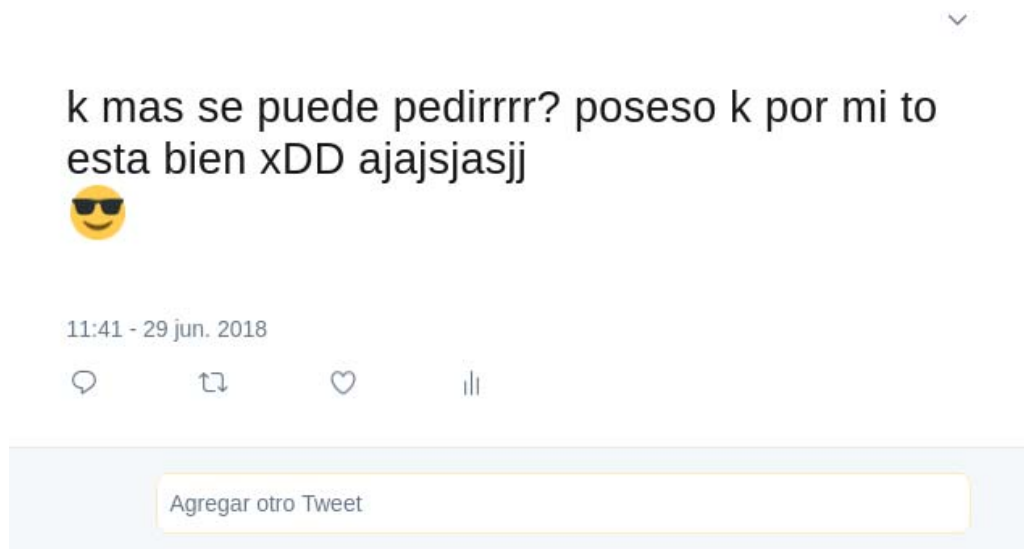 k mas se puede pedirrrr? poseso k por mi to
esta bien xDD ajajsjasjj
😎
11:41 - 29 jun. 2018
Agregar otro Tweet